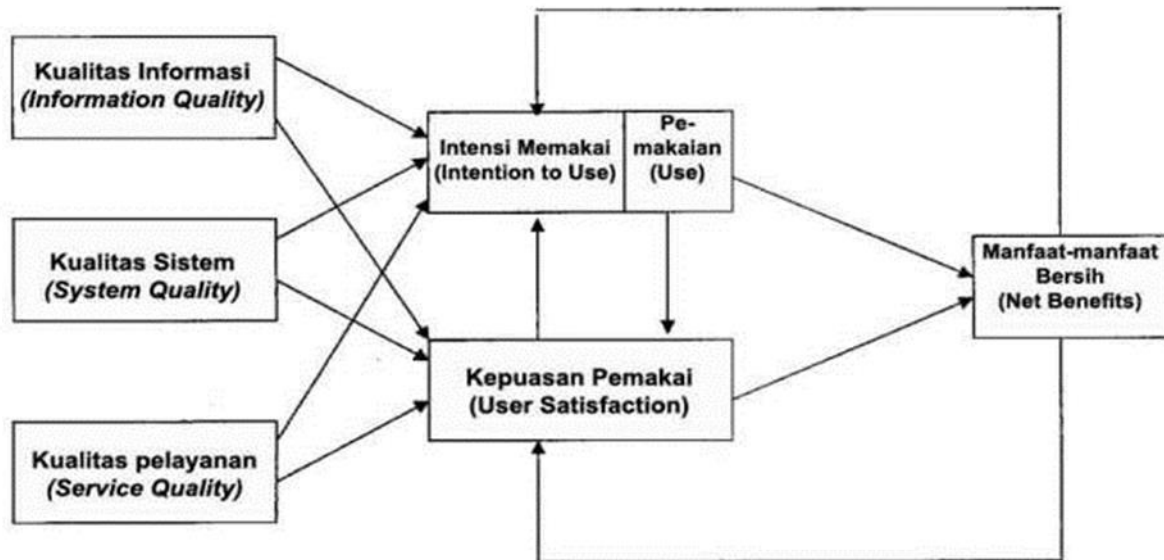 Kualitas Informasi
(Information Quality)
Intensi Memakai
(Intention to Use)
Pe-
makaian
(Use)
Kualitas Sistem
(System Quality)
Manfaat-manfaat
Bersih
(Net Benefits)
Kepuasan Pemakai
(User Satisfaction)
Kualitas pelayanan
(Service Quality)